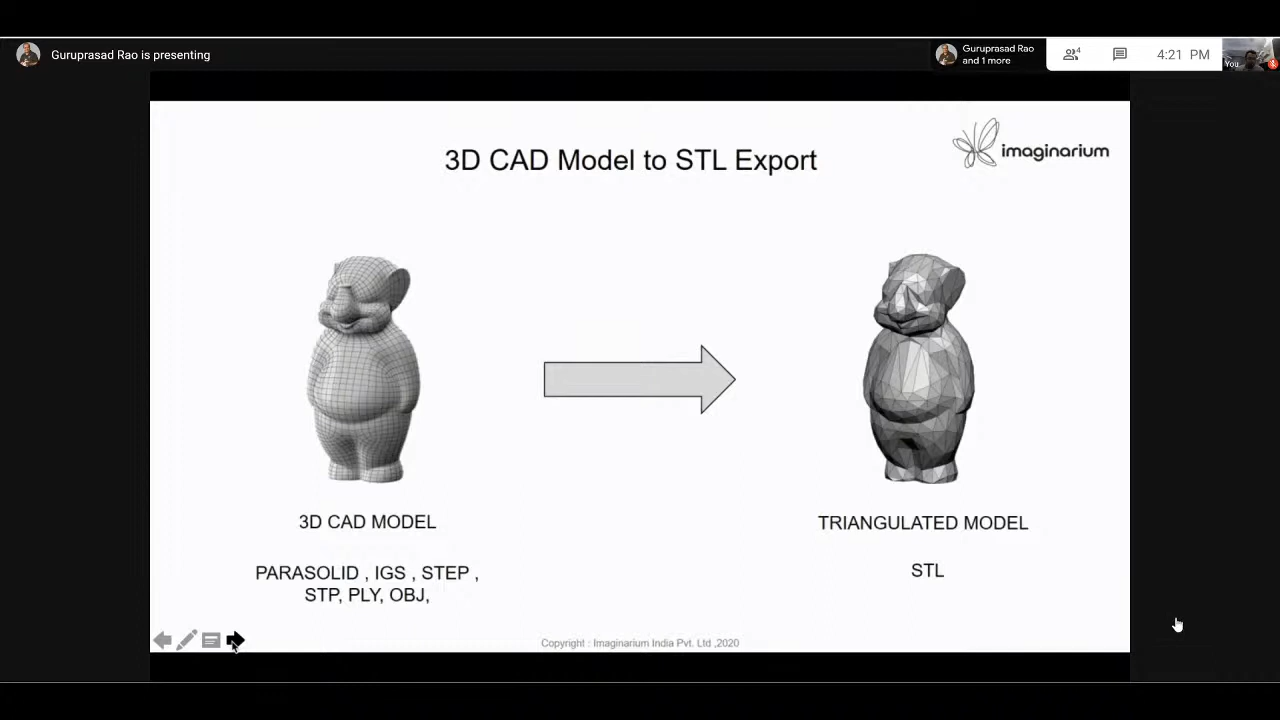 Guruprasad Rao is presenting
Guruprasad Rao
and 1 more
4
4:21 PM
You
3D CAD Model to STL Export
imaginarium
3D CAD MODEL
TRIANGULATED MODEL
PARASOLID , IGS , STEP ,
STP, PLY, OBJ,
STL
Copyright : Imaginarium India Pvt. Ltd ,2020